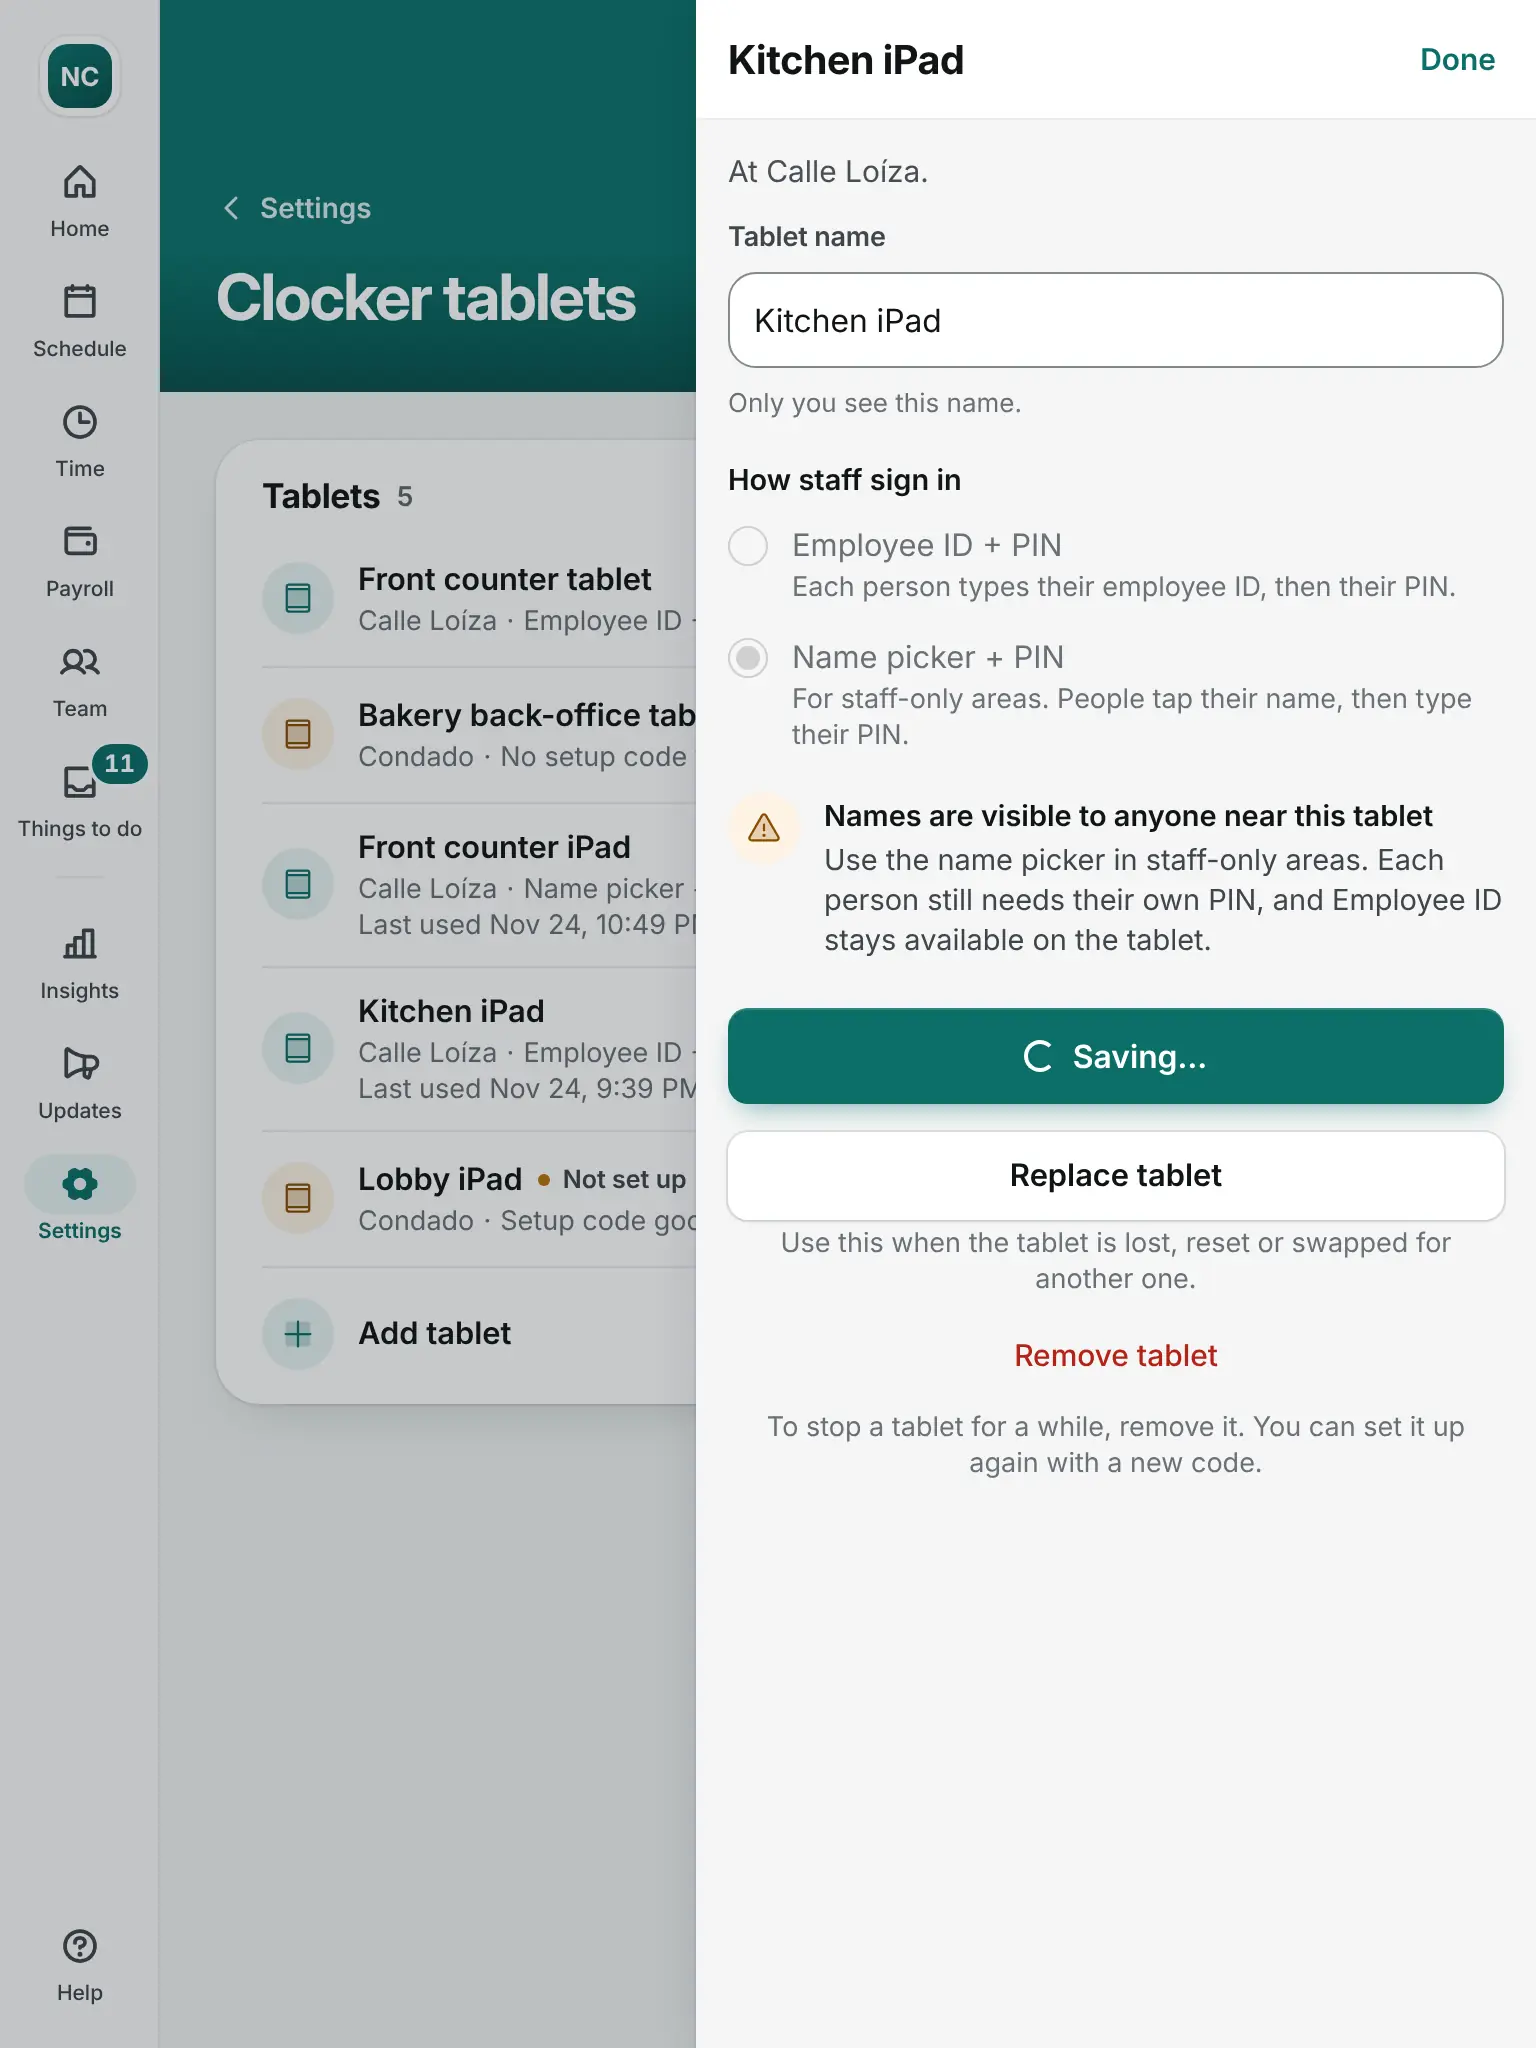 NC
Home
Schedule
Time
Payroll
Team
11
Things to do
Insights
Updates
Settings
Help
Settings
Clocker tablets
Tablets 5
Front counter tablet
Calle Loíza · Employee ID
Bakery back-office tab
Condado · No setup code
Front counter iPad
Calle Loíza · Name picker
Last used Nov 24, 10:49 PM
Kitchen iPad
Calle Loíza · Employee ID
Last used Nov 24, 9:39 PM
Lobby iPad • Not set up
Condado · Setup code goo
Add tablet
Kitchen iPad
Done
At Calle Loíza.
Tablet name
Kitchen iPad
Only you see this name.
How staff sign in
Employee ID + PIN
Each person types their employee ID, then their PIN.
Name picker + PIN
For staff-only areas. People tap their name, then type
their PIN.
Names are visible to anyone near this tablet
Use the name picker in staff-only areas. Each
person still needs their own PIN, and Employee ID
stays available on the tablet.
Saving...
Replace tablet
Use this when the tablet is lost, reset or swapped for
another one.
Remove tablet
To stop a tablet for a while, remove it. You can set it up
again with a new code.